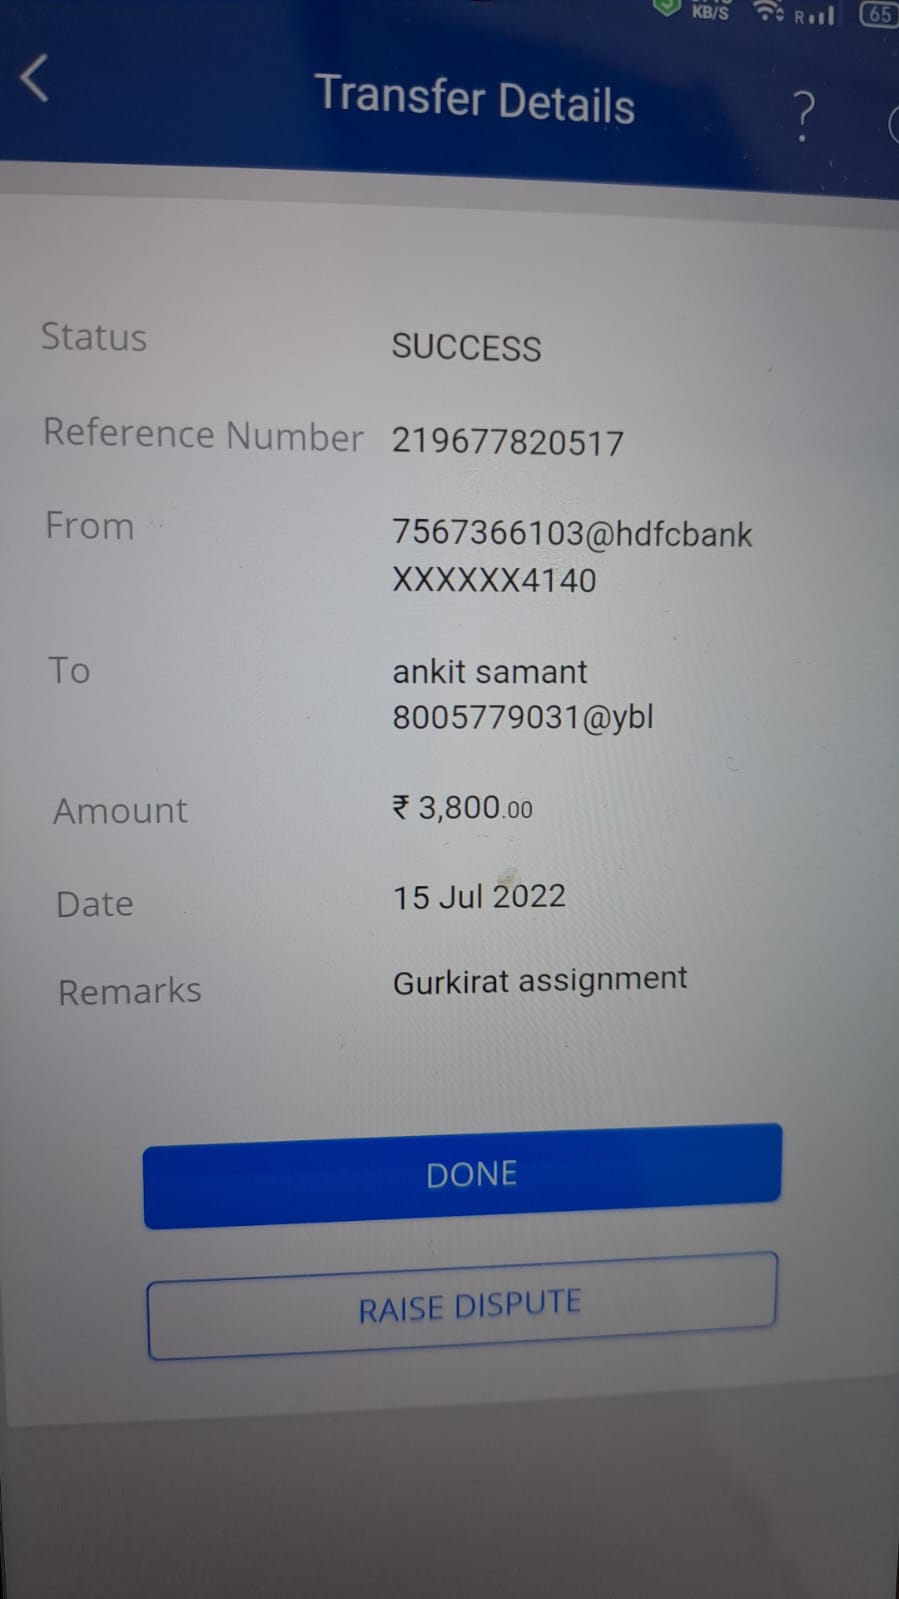 KB/S R 65
Transfer Details ?
Status SUCCESS
Reference Number 219677820517
From 7567366103@hdfcbank
XXXXXX4140
To ankit samant
8005779031@ybl
Amount ₹ 3,800.00
Date 15 Jul 2022
Remarks Gurkirat assignment
DONE
RAISE DISPUTE